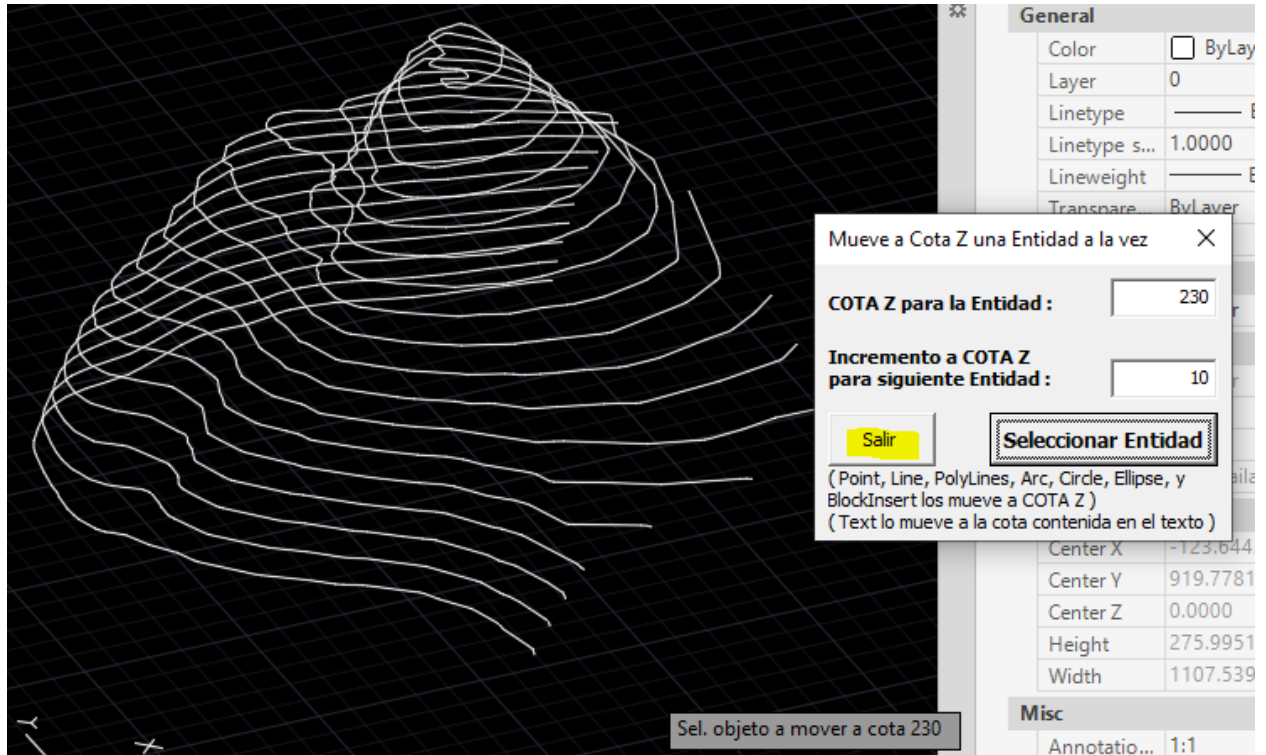 General
Color ByLay
Layer 0
Linetype
Linetype s... 1.0000
Lineweight
Transpare... ByLayer
Mueve a Cota Z una Entidad a la vez
COTA Z para la Entidad : 230
Incremento a COTA Z
para siguiente Entidad : 10
Salir Seleccionar Entidad
( Point, Line, PolyLines, Arc, Circle, Ellipse, y
BlockInsert los mueve a COTA Z )
( Text lo mueve a la cota contenida en el texto )
Center X -123.644
Center Y 919.7781
Center Z 0.0000
Height 275.9951
Width 1107.539
Misc
Annotatio... 1:1
Sel. objeto a mover a cota 230
Y
X